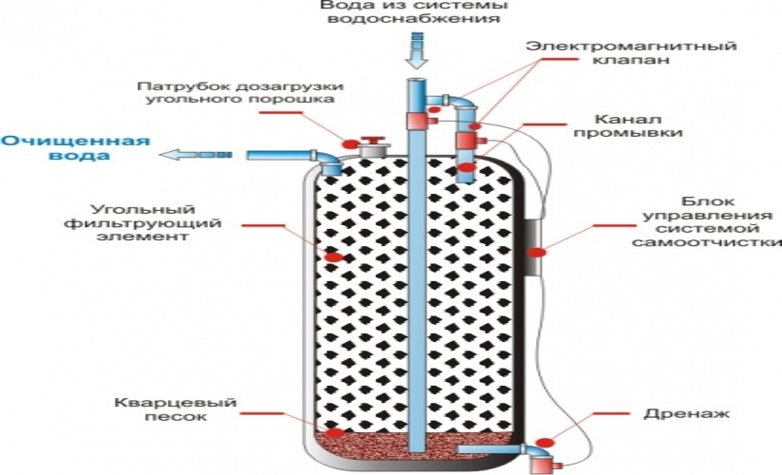 Вода из системы
водоснабжения
Электромагнитный
клапан
Патрубок дозагрузки
угольного порошка
Канал
промывки
Очищенная
вода
Угольный
фильтрующий
элемент
Блок
управления
системой
самоотчистки
Кварцевый
песок
Дренаж